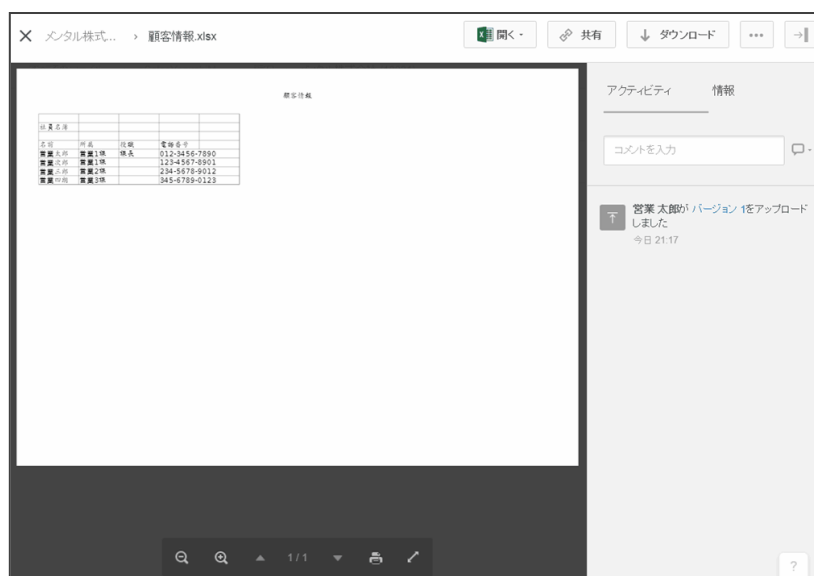 メンタル株式... › 顧客情報.xlsx
開く
共有
ダウンロード
顧客情報
社員名簿
名前 所属 役職 電話番号
営業太郎 営業1課 課長 012-3456-7890
営業次郎 営業1課 123-4567-8901
営業三郎 営業2課 234-5678-9012
営業四郎 営業3課 345-6789-0123
1 / 1
アクティビティ 情報
コメントを入力
営業 太郎が バージョン 1をアップロード
しました
今日 21:17
?